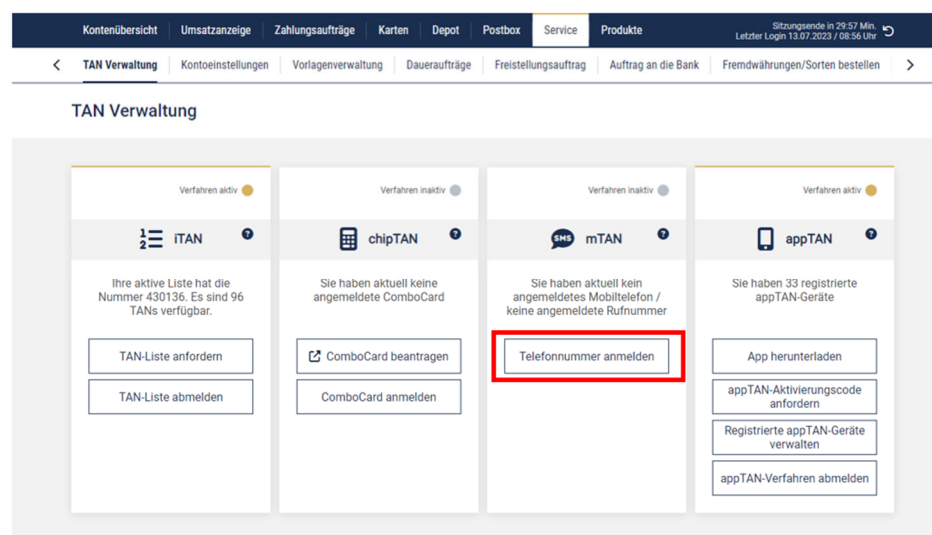 Kontenübersicht Umsatzanzeige Zahlungsaufträge Karten Depot Postbox Service Produkte
Sitzungsende in 29:57 Min.
Letzter Login 13.07.2023 / 08:56 Uhr
TAN Verwaltung Kontoeinstellungen Vorlagenverwaltung Daueraufträge Freistellungsauftrag Auftrag an die Bank Fremdwährungen/Sorten bestellen
TAN Verwaltung
Verfahren aktiv
1
2
iTAN
?
Ihre aktive Liste hat die
Nummer 430136. Es sind 96
TANs verfügbar.
TAN-Liste anfordern
TAN-Liste abmelden
Verfahren inaktiv
chipTAN
?
Sie haben aktuell keine
angemeldete ComboCard
ComboCard beantragen
ComboCard anmelden
Verfahren inaktiv
SMS
mTAN
?
Sie haben aktuell kein
angemeldetes Mobiltelefon /
keine angemeldete Rufnummer
Telefonnummer anmelden
Verfahren aktiv
appTAN
?
Sie haben 33 registrierte
appTAN-Geräte
App herunterladen
appTAN-Aktivierungscode
anfordern
Registrierte appTAN-Geräte
verwalten
appTAN-Verfahren abmelden